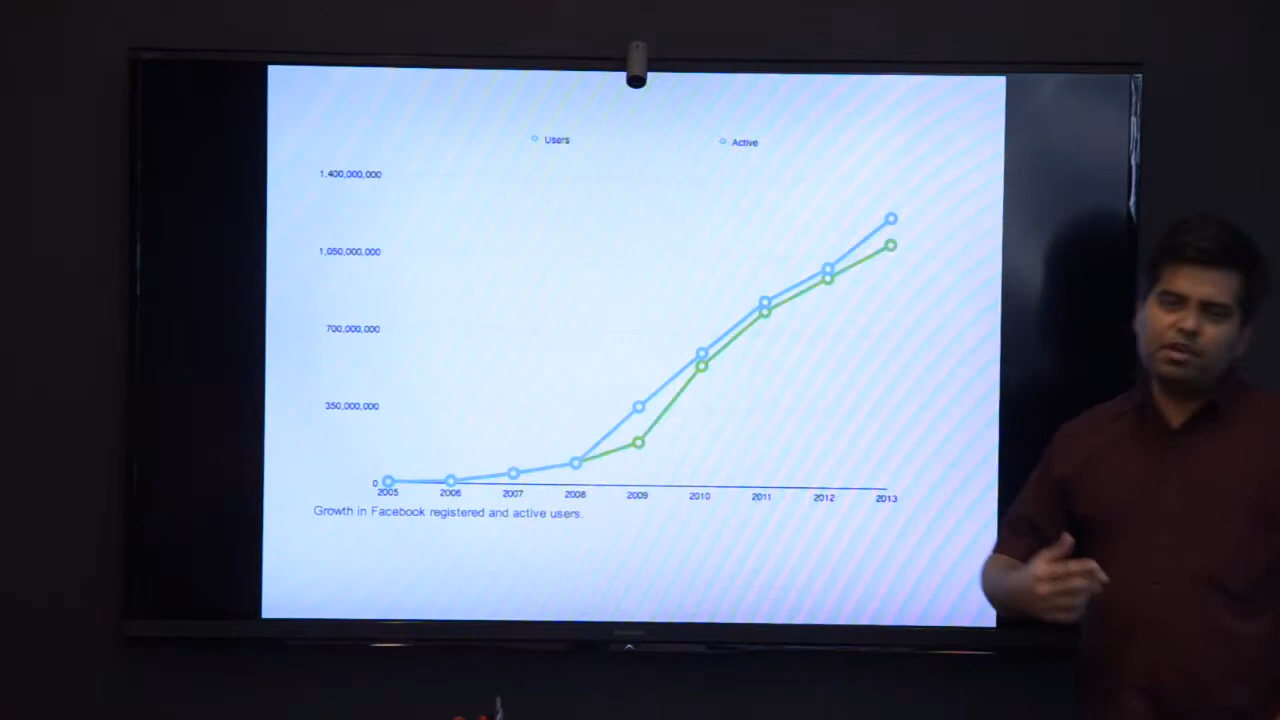 Users Active
1,400,000,000
1,050,000,000
700,000,000
350,000,000
0
2005 2006 2007 2008 2009 2010 2011 2012 2013
Growth in Facebook registered and active users.